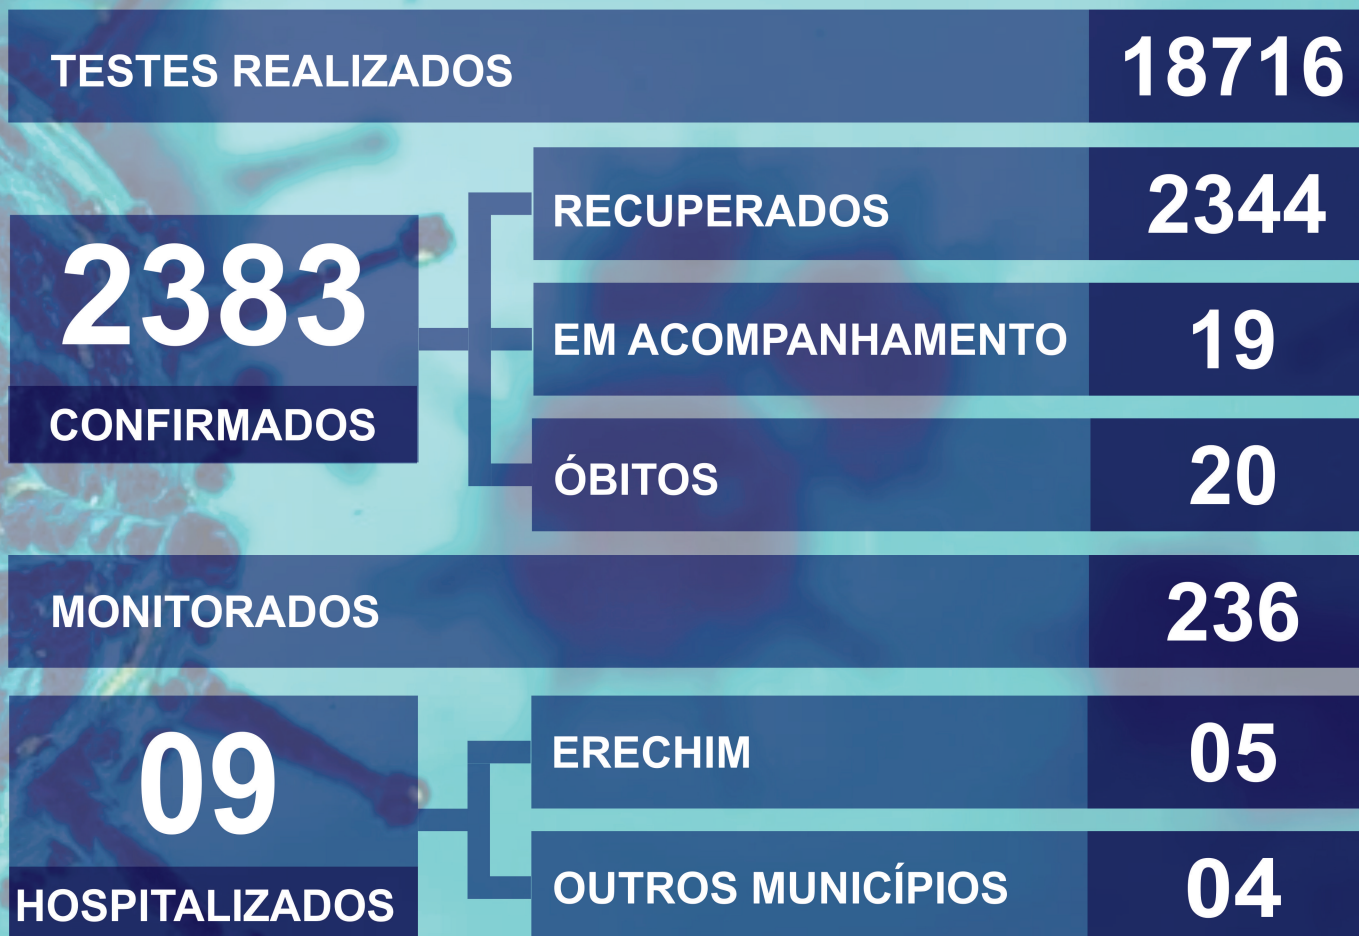 TESTES REALIZADOS 18716
2383
CONFIRMADOS
RECUPERADOS 2344
EM ACOMPANHAMENTO 19
ÓBITOS 20
MONITORADOS 236
09
HOSPITALIZADOS
ERECHIM 05
OUTROS MUNICÍPIOS 04